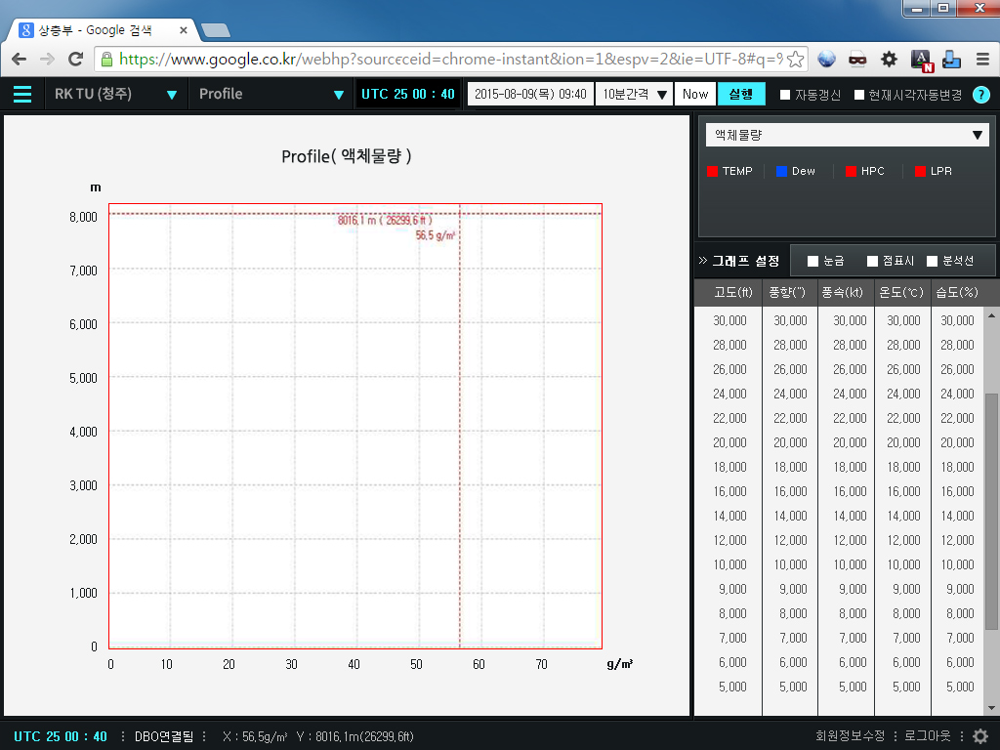 상층부 - Google 검색
https://www.google.co.kr/webhp?sourceceid=chrome-instant&ion=1&espv=2&ie=UTF-8#q=%
RK TU (청주) Profile UTC 25 00 : 40 2015-08-09(목) 09:40 10분간격 Now 실행 자동갱신 현재시각자동변경 ?
Profile( 액체물량 )
m
8,000
7,000
6,000
5,000
4,000
3,000
2,000
1,000
0
8016,1 m ( 26299,6 ft )
56,5 g/m³
0 10 20 30 40 50 60 70 g/m³
액체물량
TEMP Dew HPC LPR
» 그래프 설정 눈금 점표시 분석선
고도(ft) 풍향(˚) 풍속(kt) 온도(℃) 습도(%)
30,000 30,000 30,000 30,000 30,000
28,000 28,000 28,000 28,000 28,000
26,000 26,000 26,000 26,000 26,000
24,000 24,000 24,000 24,000 24,000
22,000 22,000 22,000 22,000 22,000
20,000 20,000 20,000 20,000 20,000
18,000 18,000 18,000 18,000 18,000
16,000 16,000 16,000 16,000 16,000
14,000 14,000 14,000 14,000 14,000
12,000 12,000 12,000 12,000 12,000
10,000 10,000 10,000 10,000 10,000
9,000 9,000 9,000 9,000 9,000
8,000 8,000 8,000 8,000 8,000
7,000 7,000 7,000 7,000 7,000
6,000 6,000 6,000 6,000 6,000
5,000 5,000 5,000 5,000 5,000
UTC 25 00 : 40 : DBO연결됨 : X : 56,5g/m³ Y : 8016,1m(26299,6ft) 회원정보수정 : 로그아웃 :